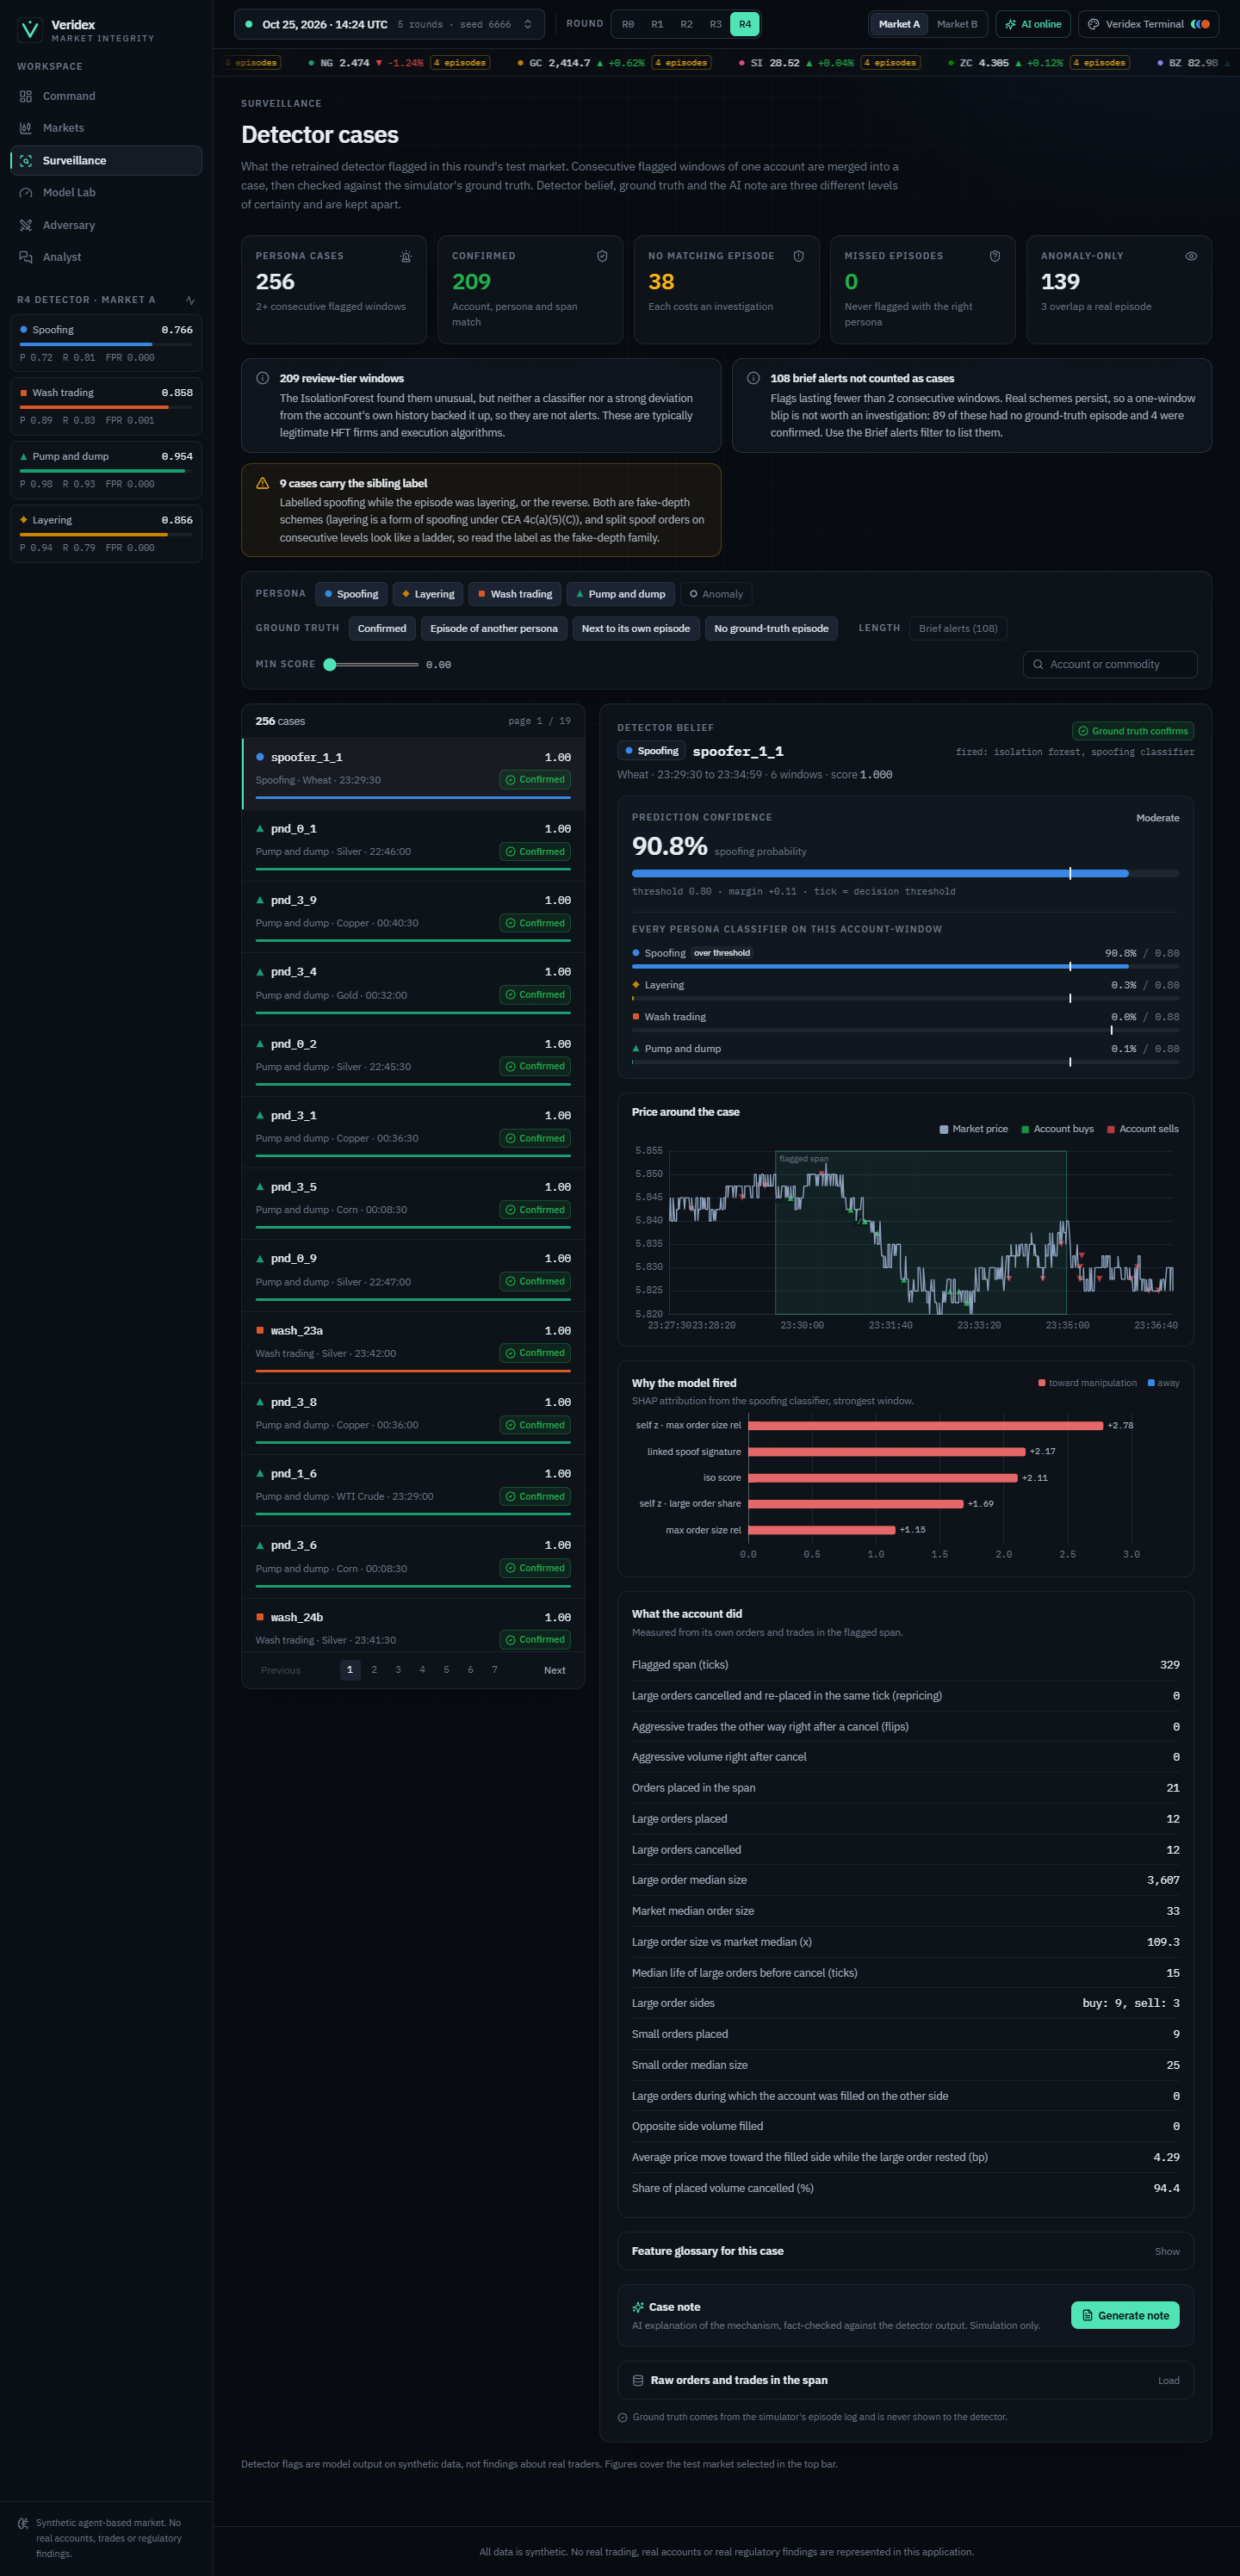 Veridex
MARKET INTEGRITY
WORKSPACE
Command
Markets
Surveillance
Model Lab
Adversary
Analyst
R4 DETECTOR · MARKET A
Spoofing 0.766
P 0.72 R 0.81 FPR 0.000
Wash trading 0.858
P 0.89 R 0.83 FPR 0.001
Pump and dump 0.954
P 0.98 R 0.93 FPR 0.000
Layering 0.856
P 0.94 R 0.79 FPR 0.000
Synthetic agent-based market. No
real accounts, trades or regulatory
findings.
Oct 25, 2026 · 14:24 UTC 5 rounds · seed 6666
ROUND R0 R1 R2 R3 R4
Market A Market B
AI online
Veridex Terminal
4 episodes NG 2.474 ▼ -1.24% 4 episodes GC 2,414.7 ▲ +0.62% 4 episodes SI 28.52 ▲ +0.04% 4 episodes ZC 4.305 ▲ +0.12% 4 episodes BZ 82.98
SURVEILLANCE
Detector cases
What the retrained detector flagged in this round's test market. Consecutive flagged windows of one account are merged into a
case, then checked against the simulator's ground truth. Detector belief, ground truth and the AI note are three different levels
of certainty and are kept apart.
PERSONA CASES
256
2+ consecutive flagged windows
CONFIRMED
209
Account, persona and span
match
NO MATCHING EPISODE
38
Each costs an investigation
MISSED EPISODES
0
Never flagged with the right
persona
ANOMALY-ONLY
139
3 overlap a real episode
209 review-tier windows
The IsolationForest found them unusual, but neither a classifier nor a strong deviation
from the account's own history backed it up, so they are not alerts. These are typically
legitimate HFT firms and execution algorithms.
108 brief alerts not counted as cases
Flags lasting fewer than 2 consecutive windows. Real schemes persist, so a one-window
blip is not worth an investigation: 89 of these had no ground-truth episode and 4 were
confirmed. Use the Brief alerts filter to list them.
9 cases carry the sibling label
Labelled spoofing while the episode was layering, or the reverse. Both are fake-depth
schemes (layering is a form of spoofing under CEA 4c(a)(5)(C)), and split spoof orders on
consecutive levels look like a ladder, so read the label as the fake-depth family.
PERSONA Spoofing Layering Wash trading Pump and dump Anomaly
GROUND TRUTH Confirmed Episode of another persona Next to its own episode No ground-truth episode LENGTH Brief alerts (108)
MIN SCORE 0.00 Account or commodity
256 cases page 1 / 19
spoofer_1_1 1.00
Spoofing · Wheat · 23:29:30 Confirmed
pnd_0_1 1.00
Pump and dump · Silver · 22:46:00 Confirmed
pnd_3_9 1.00
Pump and dump · Copper · 00:40:30 Confirmed
pnd_3_4 1.00
Pump and dump · Gold · 00:32:00 Confirmed
pnd_0_2 1.00
Pump and dump · Silver · 22:45:30 Confirmed
pnd_3_1 1.00
Pump and dump · Copper · 00:36:30 Confirmed
pnd_3_5 1.00
Pump and dump · Corn · 00:08:30 Confirmed
pnd_0_9 1.00
Pump and dump · Silver · 22:47:00 Confirmed
wash_23a 1.00
Wash trading · Silver · 23:42:00 Confirmed
pnd_3_8 1.00
Pump and dump · Copper · 00:36:00 Confirmed
pnd_1_6 1.00
Pump and dump · WTI Crude · 23:29:00 Confirmed
pnd_3_6 1.00
Pump and dump · Corn · 00:08:30 Confirmed
wash_24b 1.00
Wash trading · Silver · 23:41:30 Confirmed
Previous 1 2 3 4 5 6 7 Next
DETECTOR BELIEF
Spoofing spoofer_1_1
Ground truth confirms
fired: isolation forest, spoofing classifier
Wheat · 23:29:30 to 23:34:59 · 6 windows · score 1.000
PREDICTION CONFIDENCE Moderate
90.8% spoofing probability
threshold 0.80 · margin +0.11 · tick = decision threshold
EVERY PERSONA CLASSIFIER ON THIS ACCOUNT-WINDOW
Spoofing over threshold 90.8% / 0.80
Layering 0.3% / 0.80
Wash trading 0.0% / 0.88
Pump and dump 0.1% / 0.80
Price around the case
Market price Account buys Account sells
flagged span
5.855
5.850
5.845
5.840
5.835
5.830
5.825
5.820
23:27:30 23:28:20 23:30:00 23:31:40 23:33:20 23:35:00 23:36:40
Why the model fired toward manipulation away
SHAP attribution from the spoofing classifier, strongest window.
self z · max order size rel +2.78
linked spoof signature +2.17
iso score +2.11
self z · large order share +1.69
max order size rel +1.15
0.0 0.5 1.0 1.5 2.0 2.5 3.0
What the account did
Measured from its own orders and trades in the flagged span.
Flagged span (ticks) 329
Large orders cancelled and re-placed in the same tick (repricing) 0
Aggressive trades the other way right after a cancel (flips) 0
Aggressive volume right after cancel 0
Orders placed in the span 21
Large orders placed 12
Large orders cancelled 12
Large order median size 3,607
Market median order size 33
Large order size vs market median (x) 109.3
Median life of large orders before cancel (ticks) 15
Large order sides buy: 9, sell: 3
Small orders placed 9
Small order median size 25
Large orders during which the account was filled on the other side 0
Opposite side volume filled 0
Average price move toward the filled side while the large order rested (bp) 4.29
Share of placed volume cancelled (%) 94.4
Feature glossary for this case Show
Case note
AI explanation of the mechanism, fact-checked against the detector output. Simulation only.
Generate note
Raw orders and trades in the span Load
Ground truth comes from the simulator's episode log and is never shown to the detector.
Detector flags are model output on synthetic data, not findings about real traders. Figures cover the test market selected in the top bar.
All data is synthetic. No real trading, real accounts or real regulatory findings are represented in this application.